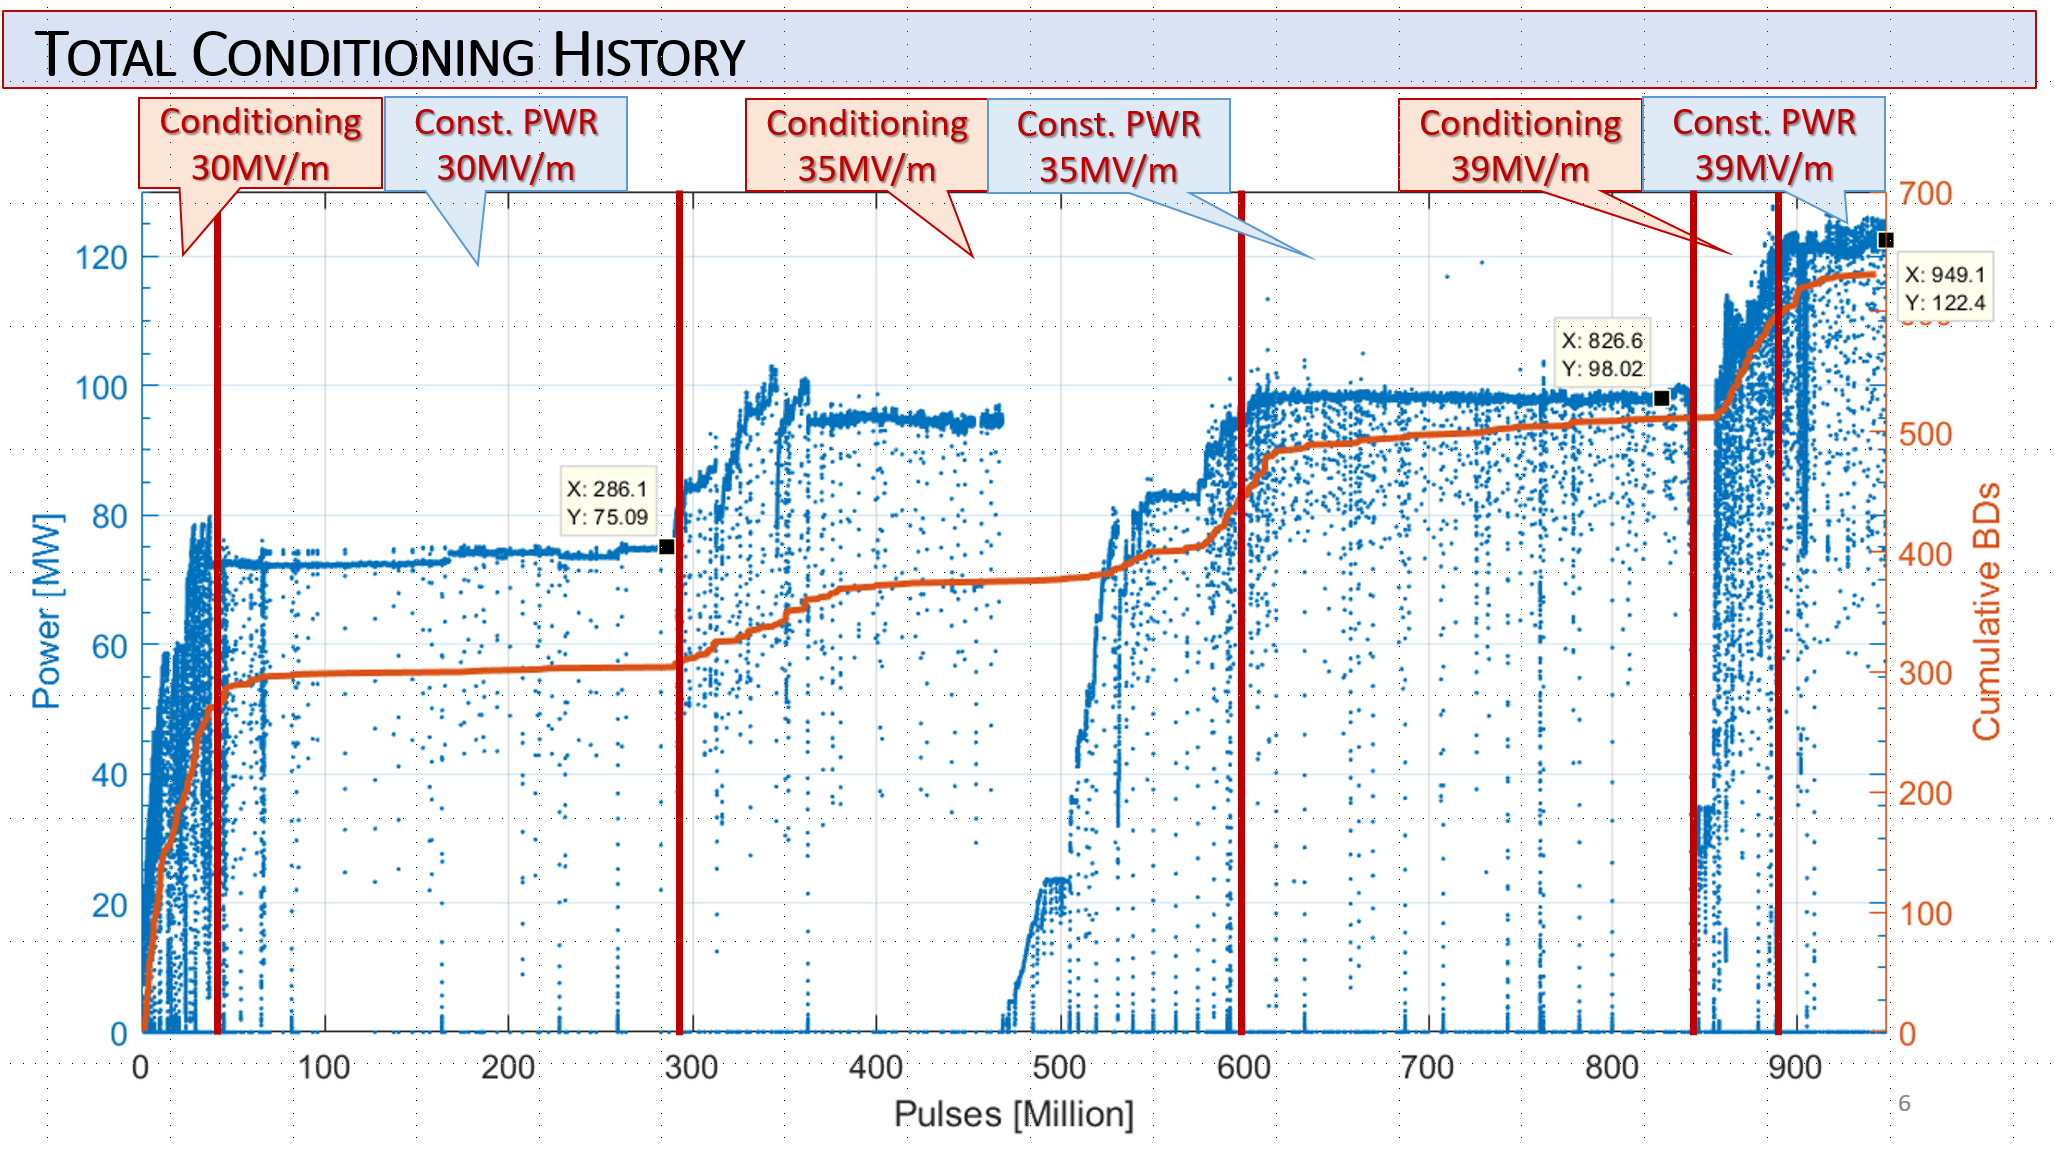 TOTAL CONDITIONING HISTORY
Conditioning
30MV/m
Const. PWR
30MV/m
Conditioning
35MV/m
Const. PWR
35MV/m
Conditioning
39MV/m
Const. PWR
39MV/m
120
100
80
60
40
20
0
Power [MW]
X: 286.1
Y: 75.09
X: 826.6
Y: 98.02
X: 949.1
Y: 122.4
700
500
400
300
200
100
0
Cumulative BDs
0 100 200 300 400 500 600 700 800 900
Pulses [Million]
6